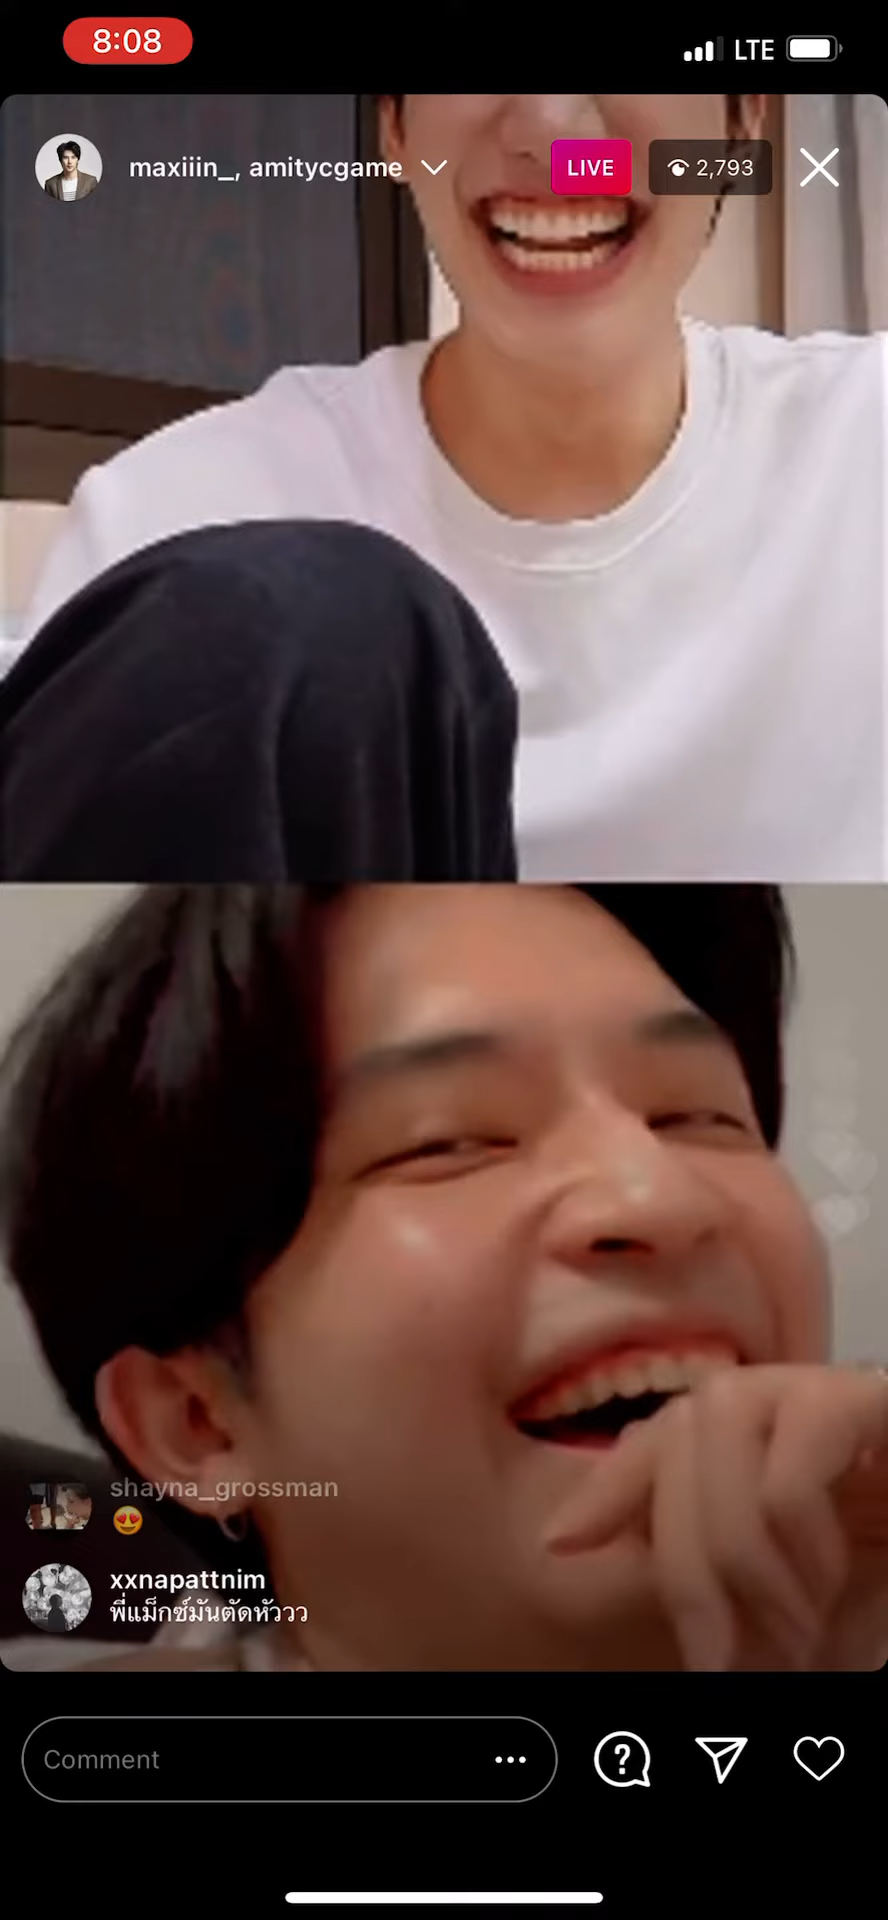 8:08
LTE
maxiiin_, amitycgame
LIVE
2,793
shayna_grossman
😍
xxnapattnim
พี่แม็กซ์มันตัดหัววว
Comment